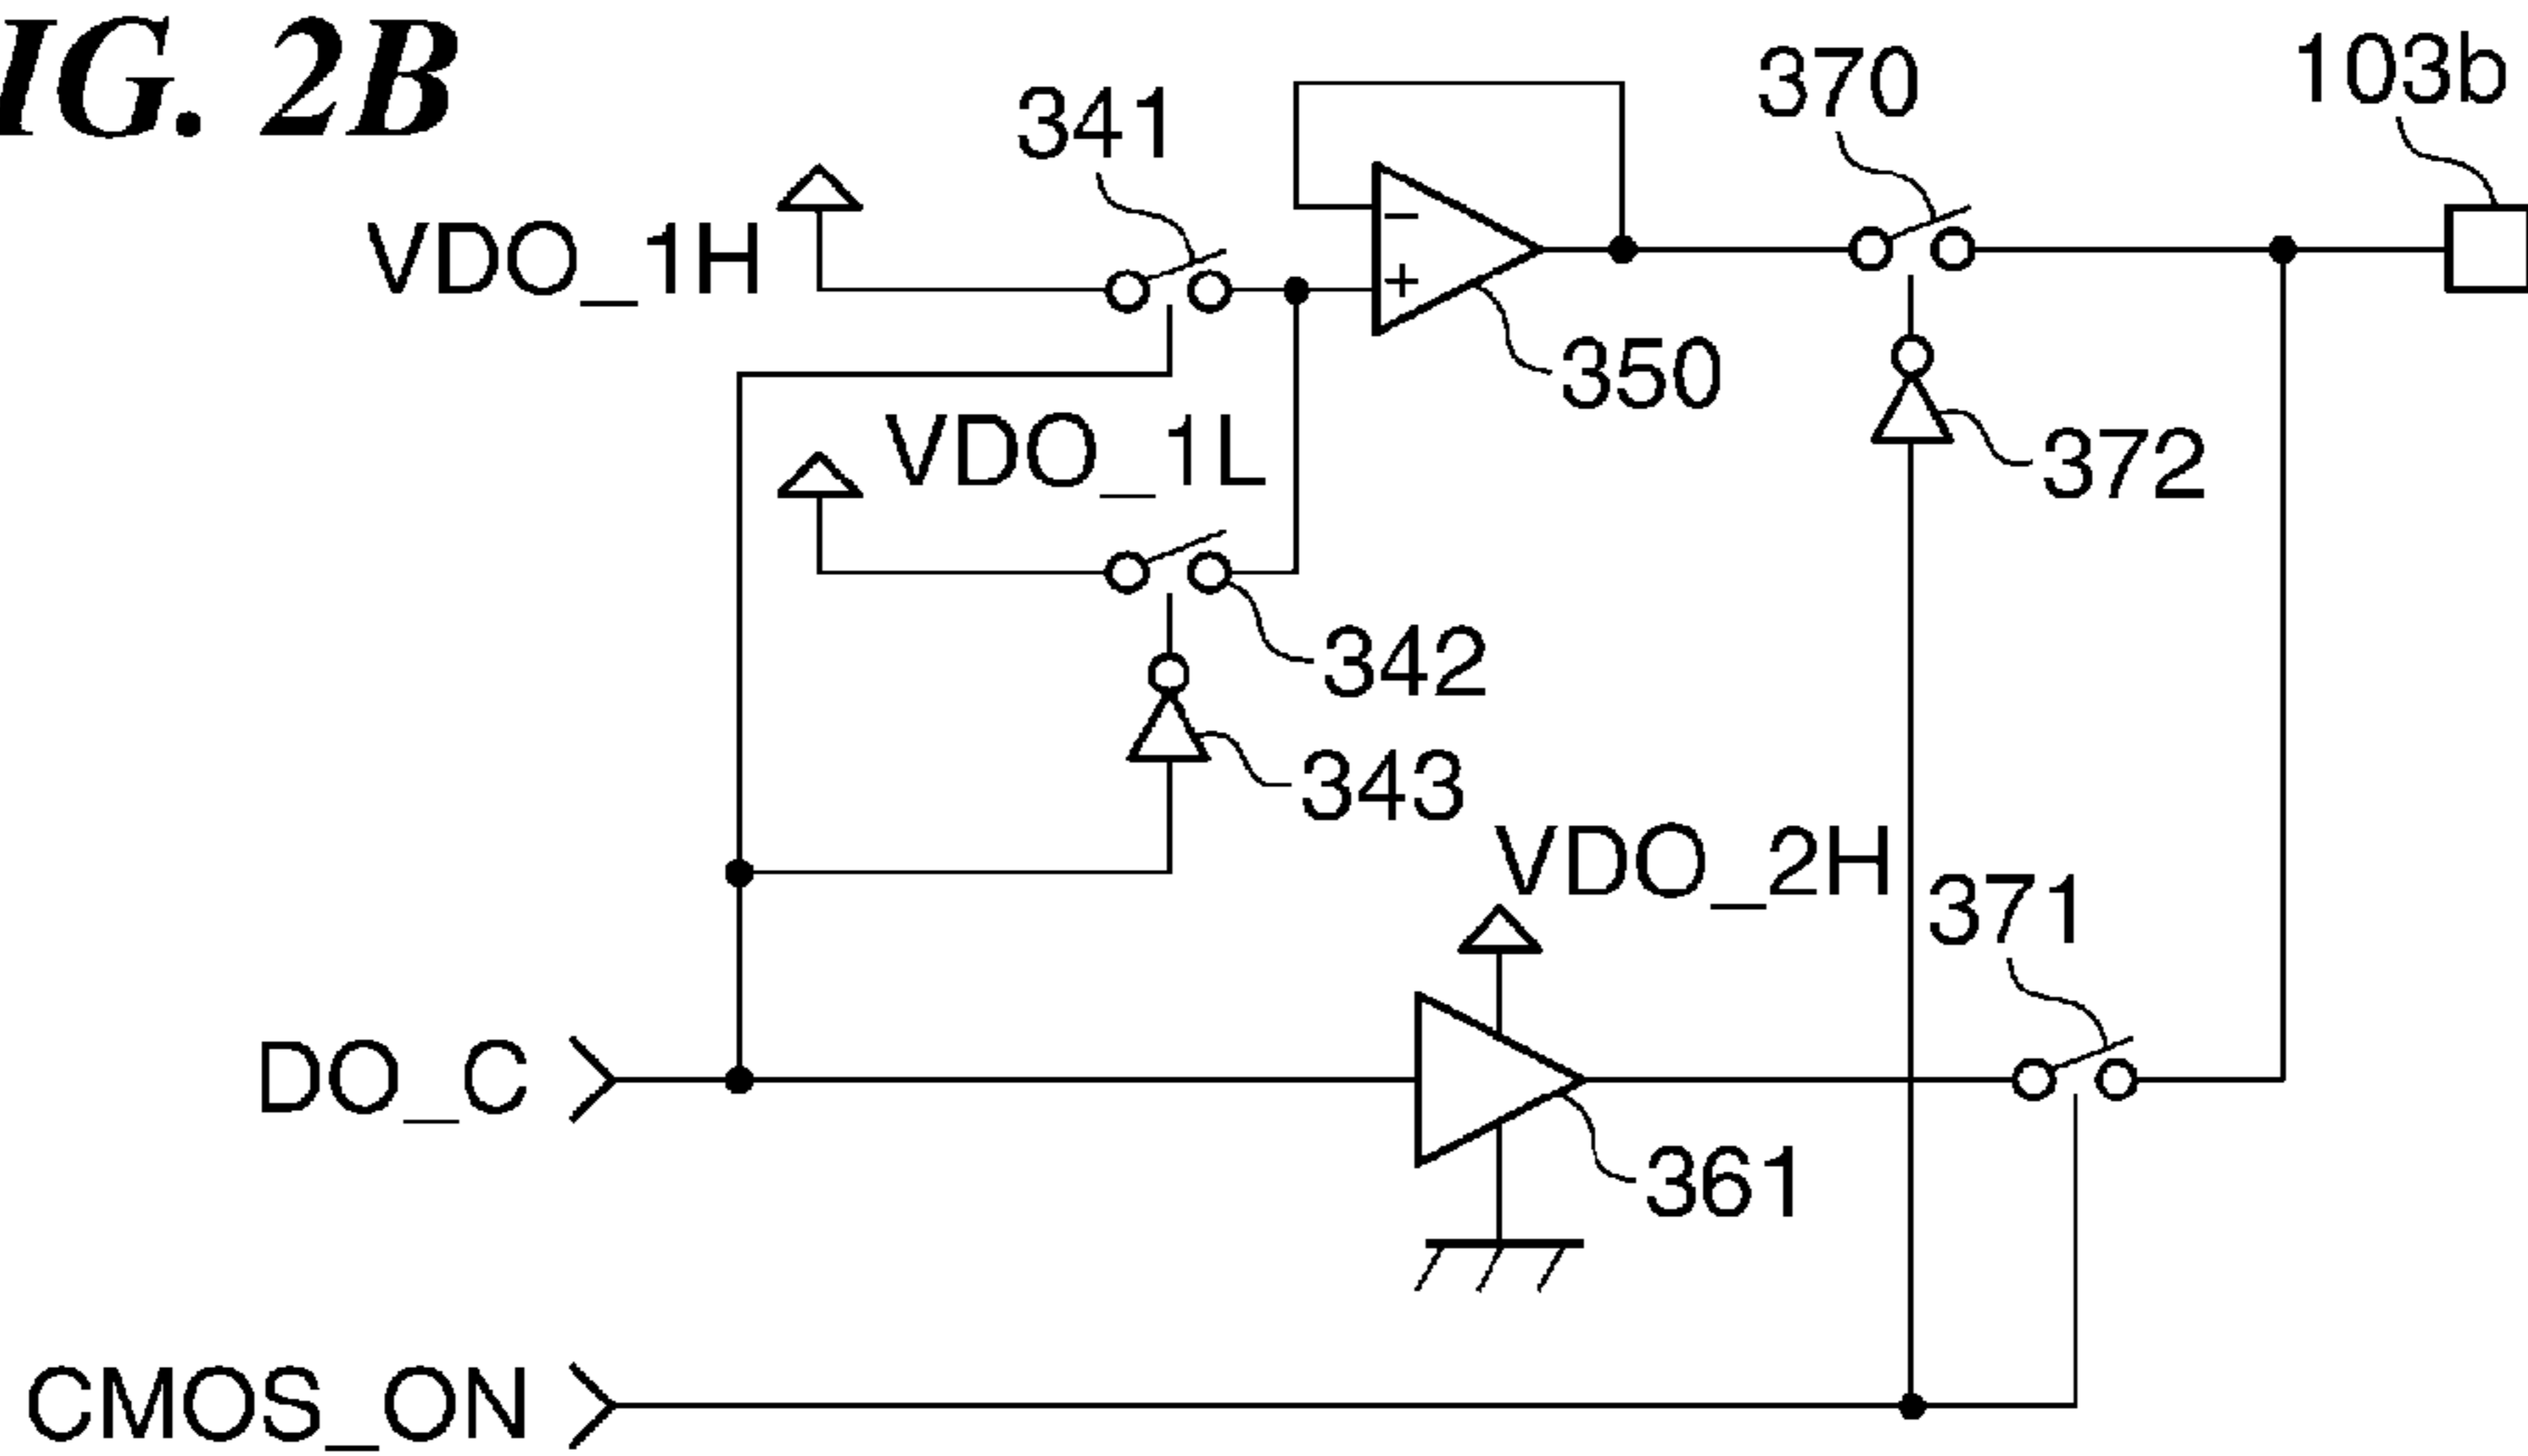 IG. 2B
341
370
103b
VDO_1H
−
+
350
VDO_1L
372
342
343
VDO_2H
371
DO_C
361
CMOS_ON